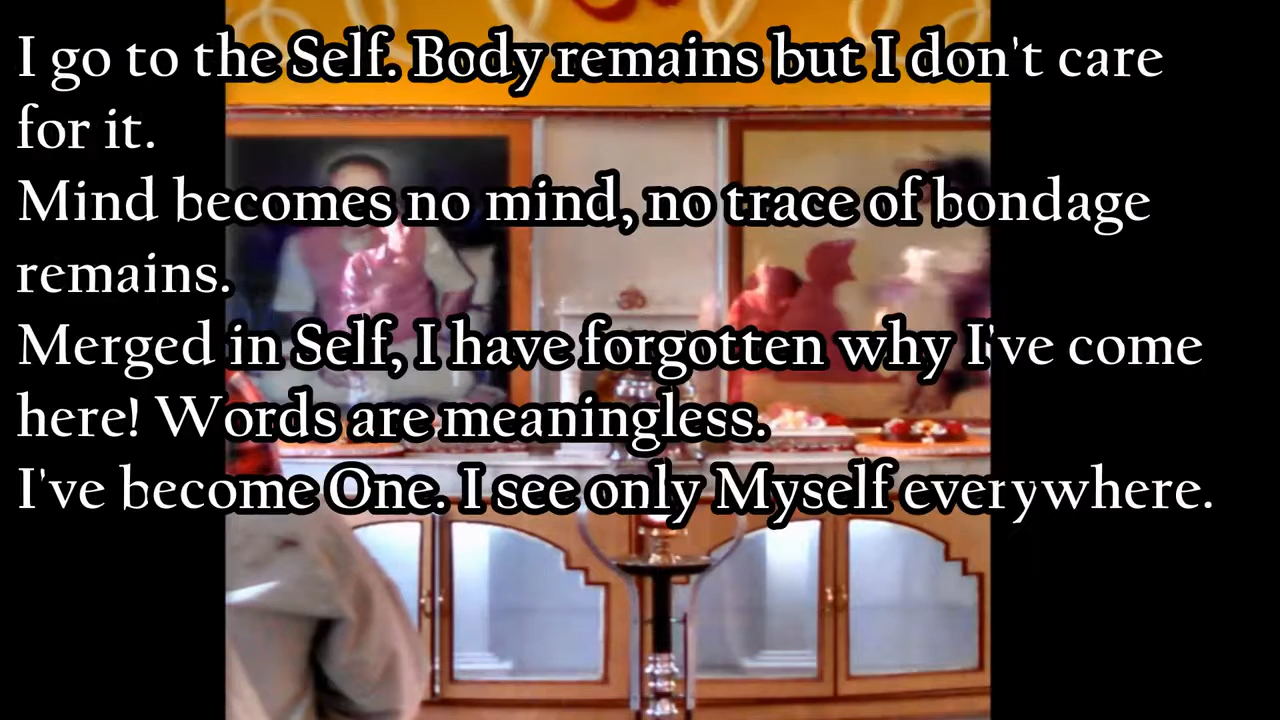 I go to the Self. Body remains but I don't care
for it.
Mind becomes no mind, no trace of bondage
remains.
Merged in Self, I have forgotten why I've come
here! Words are meaningless.
I've become One. I see only Myself everywhere.